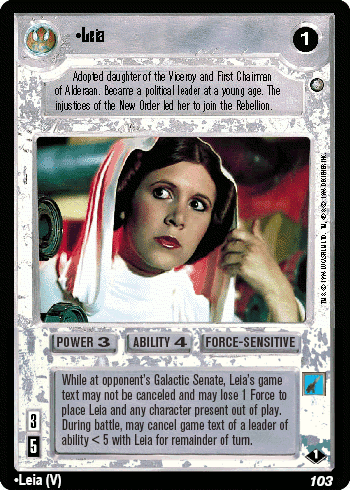 •Leia
1
Adopted daughter of the Viceroy and First Chairman
of Alderaan. Became a political leader at a young age. The
injustices of the New Order led her to join the Rebellion.
POWER 3
ABILITY 4
FORCE-SENSITIVE
While at opponent's Galactic Senate, Leia's game
text may not be canceled and may lose 1 Force to
place Leia and any character present out of play.
During battle, may cancel game text of a leader of
ability < 5 with Leia for remainder of turn.
3
5
1
•Leia (V)
103